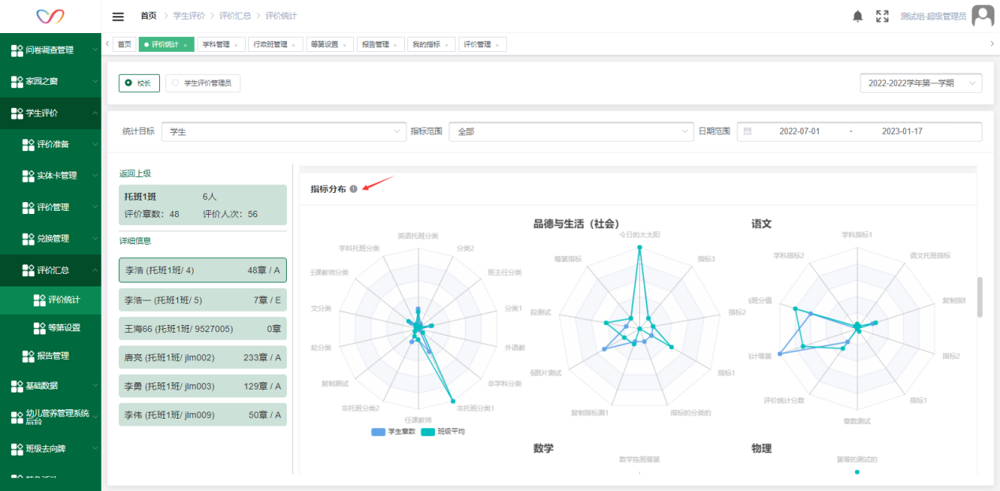 首页 > 学生评价 > 评价汇总 > 评价统计
测试组-超级管理员
首页
评价统计 ×
学科管理 ×
行政班管理 ×
等第设置 ×
报告管理 ×
我的指标 ×
评价管理 ×
问卷调查管理
家园之窗
学生评价
评价准备
实体卡管理
评价管理
兑换管理
评价汇总
评价统计
等第设置
报告管理
基础数据
幼儿营养管理系统
后台
班级去向牌
校长
学生评价管理员
2022-2022学年第一学期
统计目标 学生
指标范围 全部
日期范围 2022-07-01 - 2023-01-17
返回上级
托班1班 6人
评价章数：48 评价人次：56
详细信息
李浩 (托班1班/ 4) 48章 / A
李浩一 (托班1班/ 5) 7章 / E
王海66 (托班1班/ 9527005) 0章
唐亮 (托班1班/ jlm002) 233章 / A
李勇 (托班1班/ jlm003) 129章 / A
李伟 (托班1班/ jlm009) 50章 / A
指标分布
英语托班分类
分类2
班主任分类
分类1
外语教
非学科分类
非托班分类1
任课教师
非托班分类2
复制测试
轮分类
文分类
任课教师分类
学科托班分类
学生章数 班级平均
品德与生活（社会）
今日的大太阳
指标3
指标2
指标1
指标的分类的
复制指标测1
图片测试
段测试
等第指标
语文
学科指标1
语文托班指标
复制指标
指标2
指标1
章数测试
评价统计分数
计等第
班分值
学科指标2
数学
数学托班等第
物理
第等的测试的